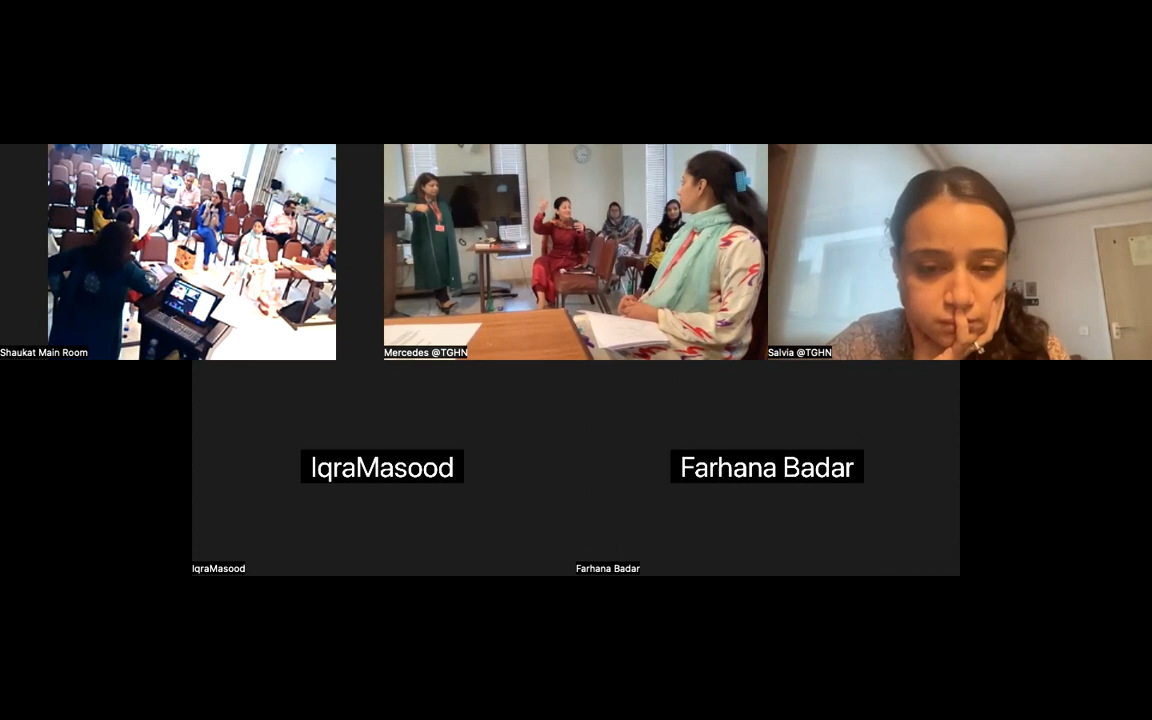 Shaukat Main Room
Mercedes @TGHN
Salvia @TGHN
IqraMasood
Farhana Badar
IqraMasood
Farhana Badar